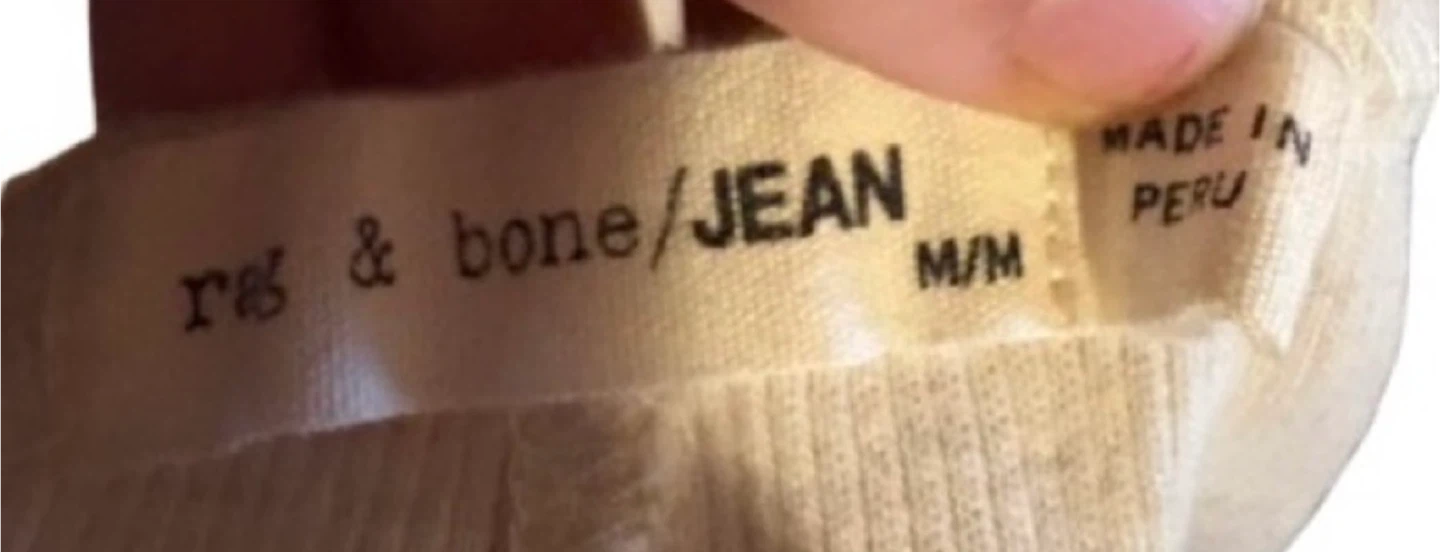 rg & bone/JEAN
M/M
MADE IN
PERU